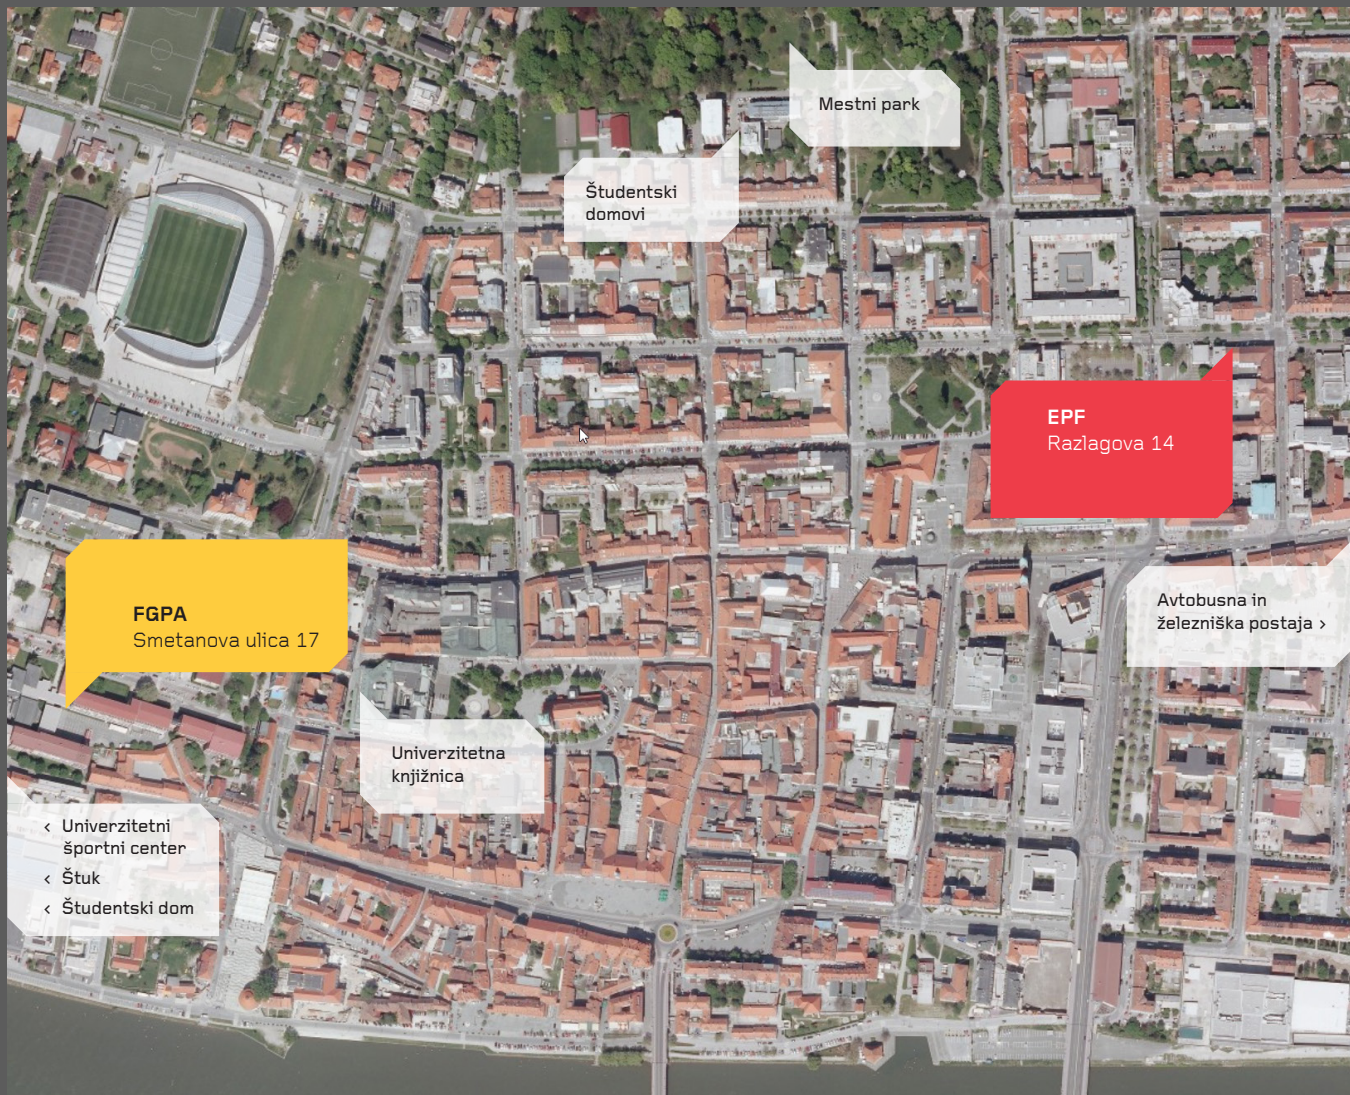 Mestni park
Študentski
domovi
EPF
Razlagova 14
FGPA
Smetanova ulica 17
Avtobusna in
železniška postaja ›
Univerzitetna
knjižnica
‹ Univerzitetni
športni center
‹ Štuk
‹ Študentski dom